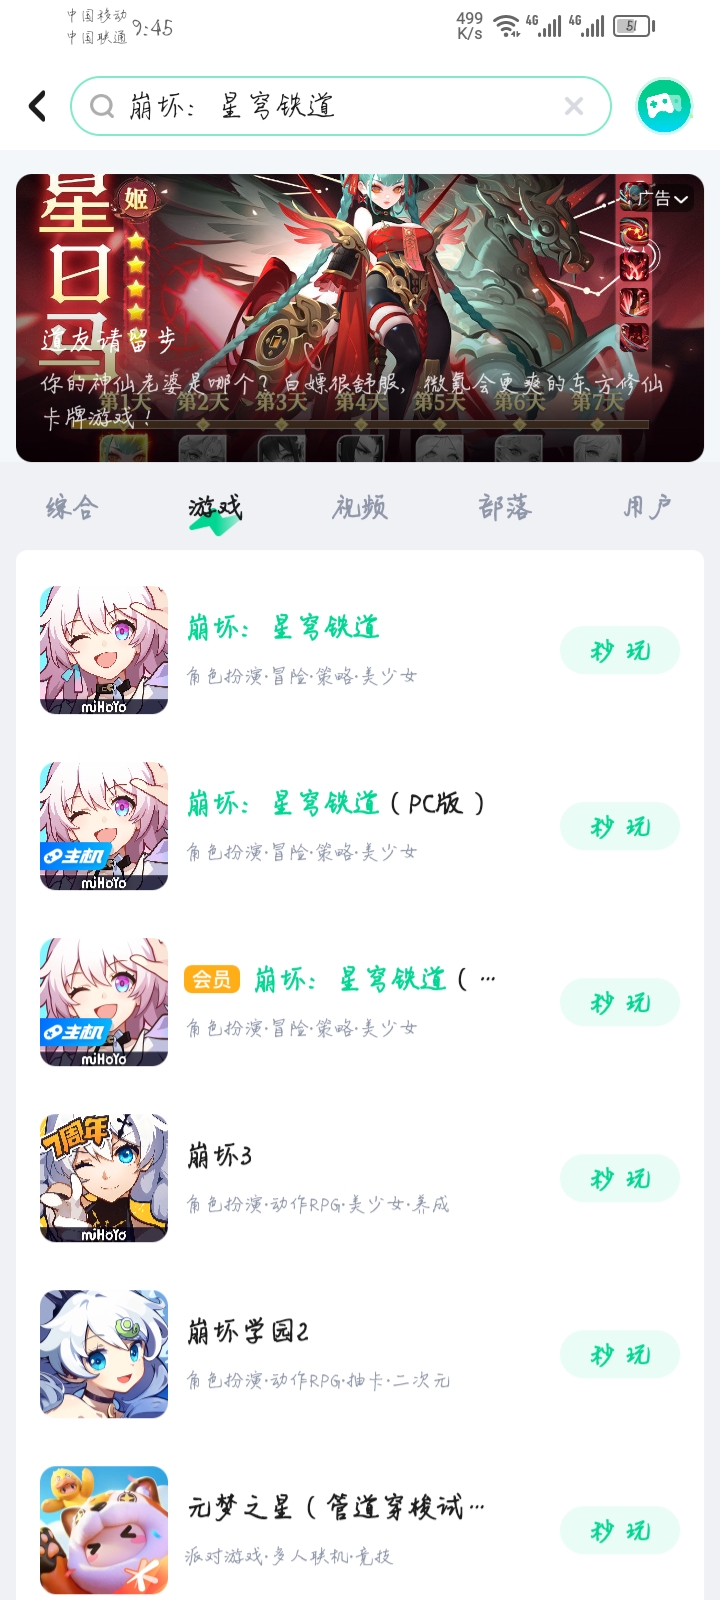 中国移动
中国联通
9:45
499
K/s
4G
4G
51
崩坏：星穹铁道
广告
星
姬
日
道友请留步
你的神仙老婆是哪个？白嫖很舒服，微氪会更爽的东方修仙
卡牌游戏！
第1天 第2天 第3天 第4天 第5天 第6天 第7天
综合 游戏 视频 部落 用户
崩坏：星穹铁道
角色扮演·冒险·策略·美少女
秒玩
miHoYo
崩坏：星穹铁道（PC版）
角色扮演·冒险·策略·美少女
秒玩
主机
miHoYo
会员 崩坏：星穹铁道（…
角色扮演·冒险·策略·美少女
秒玩
主机
miHoYo
7周年
崩坏3
角色扮演·动作RPG·美少女·养成
秒玩
miHoYo
崩坏学园2
角色扮演·动作RPG·抽卡·二次元
秒玩
元梦之星（管道穿梭试…
派对游戏·多人联机·竞技
秒玩